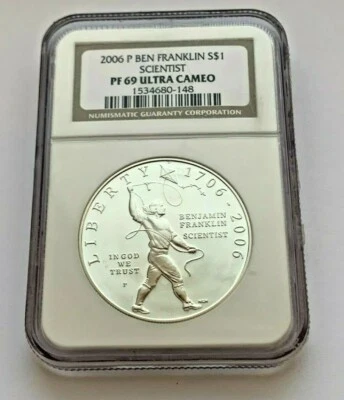 2006 P BEN FRANKLIN S$1
SCIENTIST
PF 69 ULTRA CAMEO
1534680-148
NUMISMATIC GUARANTY CORPORATION
LIBERTY 1706-2006
BENJAMIN
FRANKLIN
SCIENTIST
IN GOD
WE
TRUST
P